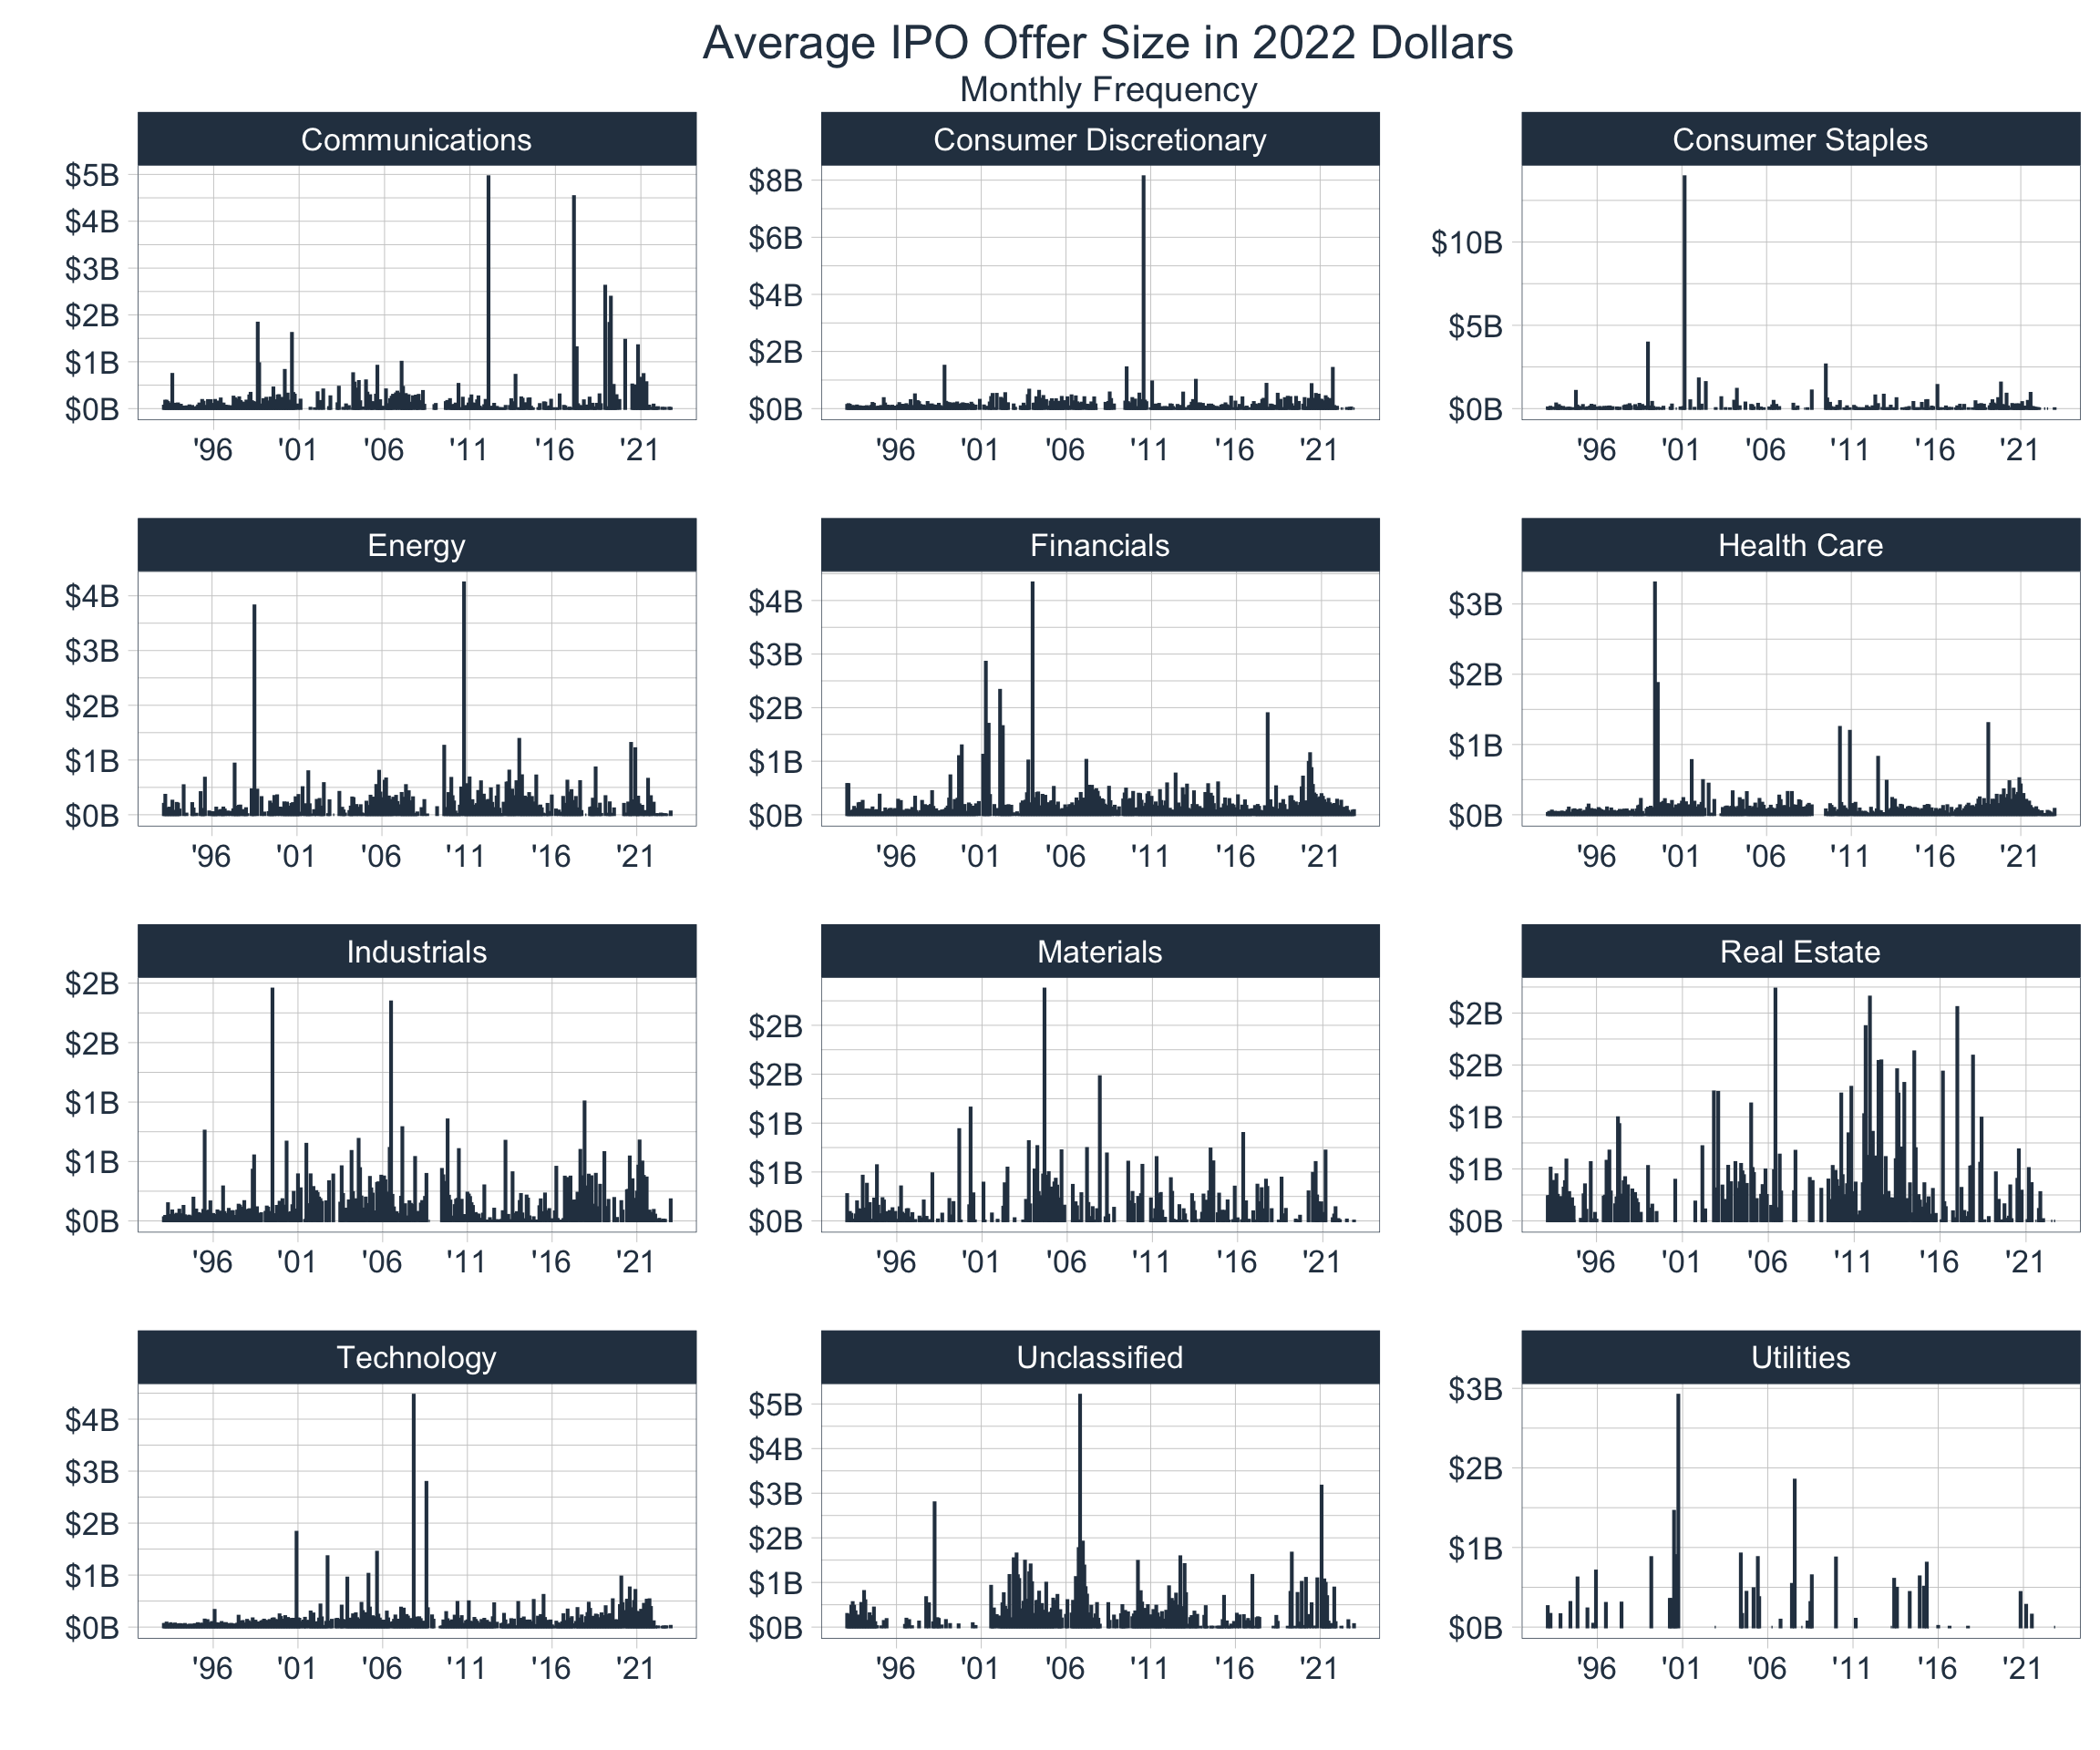 Average IPO Offer Size in 2022 Dollars
Monthly Frequency
Communications
$5B
$4B
$3B
$2B
$1B
$0B
'96 '01 '06 '11 '16 '21
Consumer Discretionary
$8B
$6B
$4B
$2B
$0B
'96 '01 '06 '11 '16 '21
Consumer Staples
$10B
$5B
$0B
'96 '01 '06 '11 '16 '21
Energy
$4B
$3B
$2B
$1B
$0B
'96 '01 '06 '11 '16 '21
Financials
$4B
$3B
$2B
$1B
$0B
'96 '01 '06 '11 '16 '21
Health Care
$3B
$2B
$1B
$0B
'96 '01 '06 '11 '16 '21
Industrials
$2B
$2B
$1B
$1B
$0B
'96 '01 '06 '11 '16 '21
Materials
$2B
$2B
$1B
$1B
$0B
'96 '01 '06 '11 '16 '21
Real Estate
$2B
$2B
$1B
$1B
$0B
'96 '01 '06 '11 '16 '21
Technology
$4B
$3B
$2B
$1B
$0B
'96 '01 '06 '11 '16 '21
Unclassified
$5B
$4B
$3B
$2B
$1B
$0B
'96 '01 '06 '11 '16 '21
Utilities
$3B
$2B
$1B
$0B
'96 '01 '06 '11 '16 '21